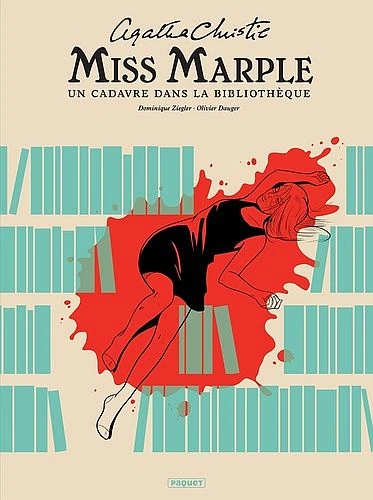 Agatha Christie
MISS MARPLE
UN CADAVRE DANS LA BIBLIOTHÈQUE
Dominique Ziegler - Olivier Dauger
PAQUET